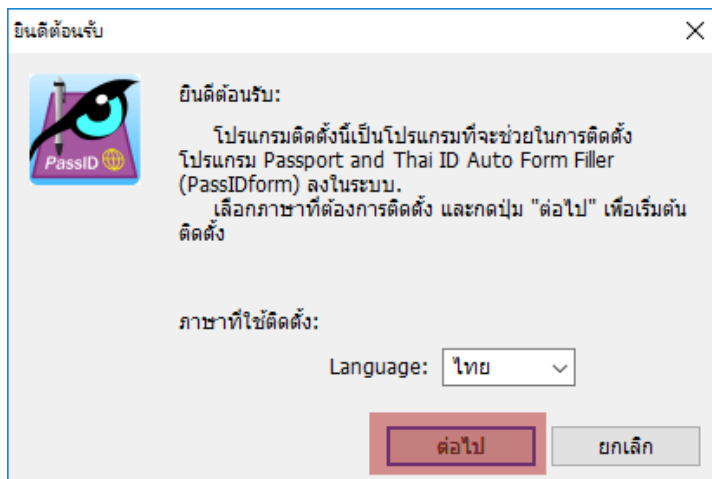 ยินดีต้อนรับ
PassID
ยินดีต้อนรับ:
โปรแกรมติดตั้งนี้เป็นโปรแกรมที่จะช่วยในการติดตั้ง
โปรแกรม Passport and Thai ID Auto Form Filler
(PassIDform) ลงในระบบ.
เลือกภาษาที่ต้องการติดตั้ง และกดปุ่ม "ต่อไป" เพื่อเริ่มต้น
ติดตั้ง
ภาษาที่ใช้ติดตั้ง:
Language: ไทย
ต่อไป ยกเลิก